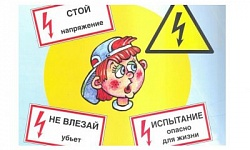 СТОЙ
напряжение
НЕ ВЛЕЗАЙ
убьет
ИСПЫТАНИЕ
опасно
для жизни